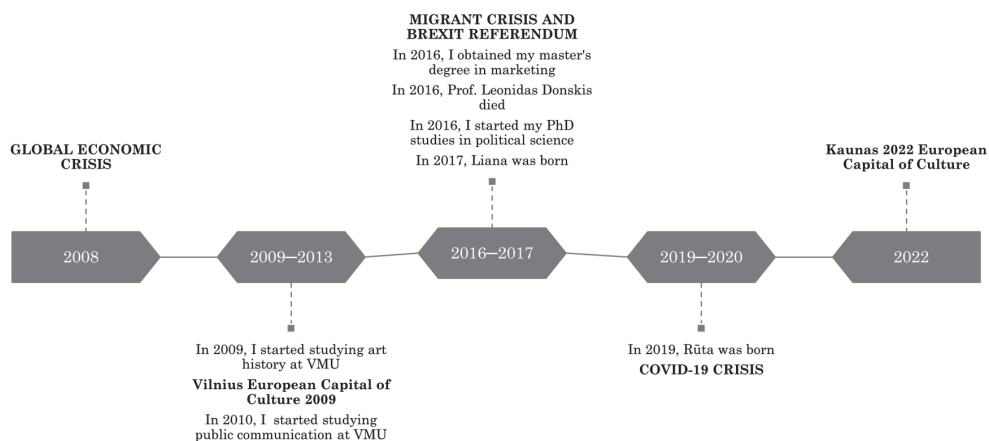 MIGRANT CRISIS AND
BREXIT REFERENDUM
In 2016, I obtained my master's
degree in marketing
In 2016, Prof. Leonidas Donskis
died
In 2016, I started my PhD
studies in political science
In 2017, Liana was born
GLOBAL ECONOMIC
CRISIS
Kaunas 2022 European
Capital of Culture
2008
2009—2013
2016—2017
2019—2020
2022
In 2009, I started studying art
history at VMU
Vilnius European Capital of
Culture 2009
In 2010, I started studying
public communication at VMU
In 2019, Rūta was born
COVID-19 CRISIS